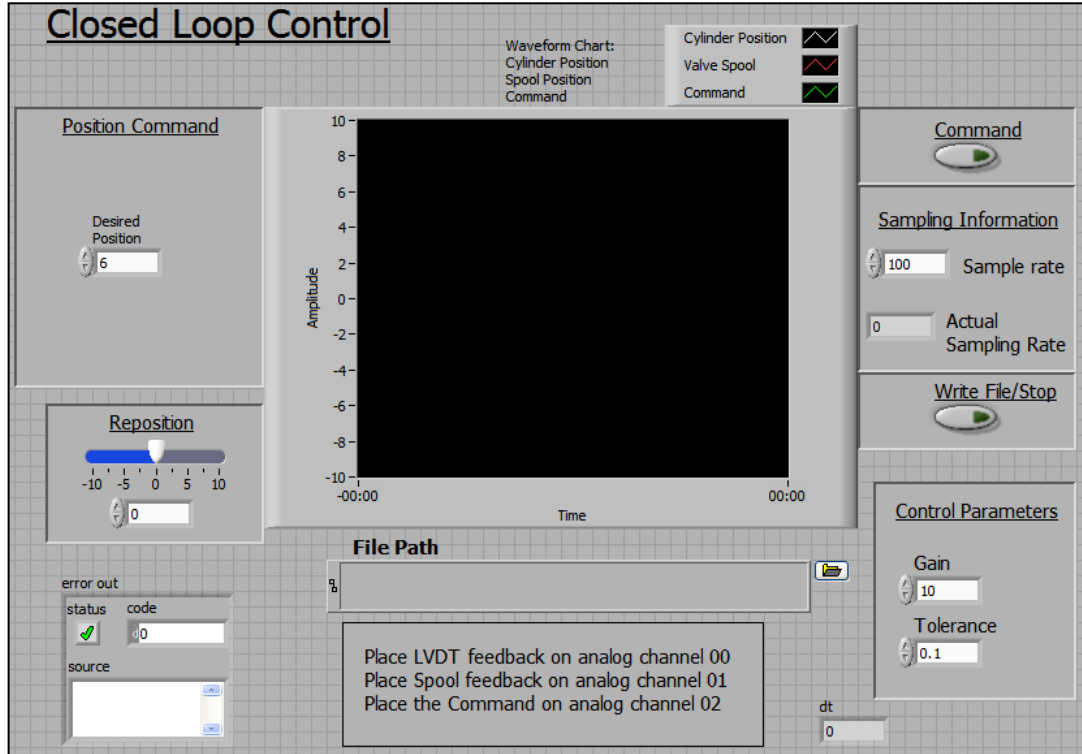 Closed Loop Control
Waveform Chart:
Cylinder Position
Spool Position
Command
Cylinder Position
Valve Spool
Command
Position Command
Desired
Position
6
Reposition
-10 -5 0 5 10
0
error out
status code
d 0
source
Amplitude
10
8
6
4
2
0
-2
-4
-6
-8
-10
-00:00 00:00
Time
File Path
Place LVDT feedback on analog channel 00
Place Spool feedback on analog channel 01
Place the Command on analog channel 02
Command
Sampling Information
100 Sample rate
0 Actual
Sampling Rate
Write File/Stop
Control Parameters
Gain
10
Tolerance
0.1
dt
0